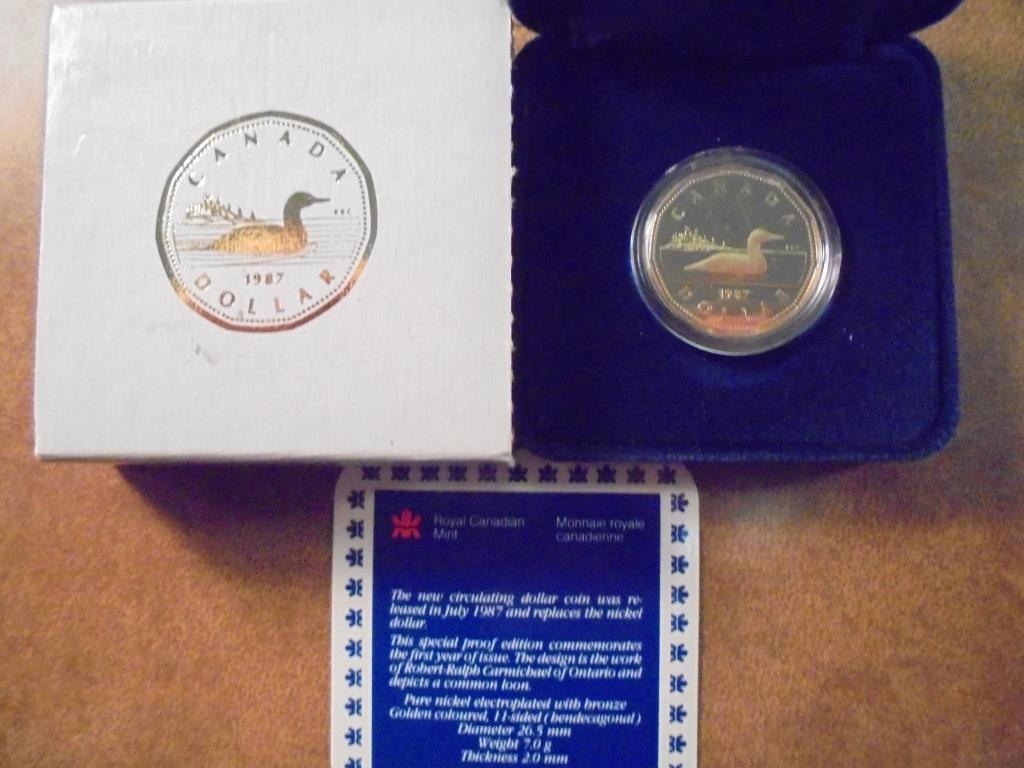 CANADA
RRC
1987
DOLLAR
CANADA
1987
DOLLAR
Royal Canadian
Mint
Monnaie royale
canadienne
The new circulating dollar coin was re-
leased in July 1987 and replaces the nickel
dollar.
This special proof edition commemorates
the first year of issue. The design is the work
of Robert-Ralph Carmichael of Ontario and
depicts a common loon.
Pure nickel electroplated with bronze
Golden coloured, 11-sided (hendecagonal)
Diameter 26.5 mm
Weight 7.0 g
Thickness 2.0 mm